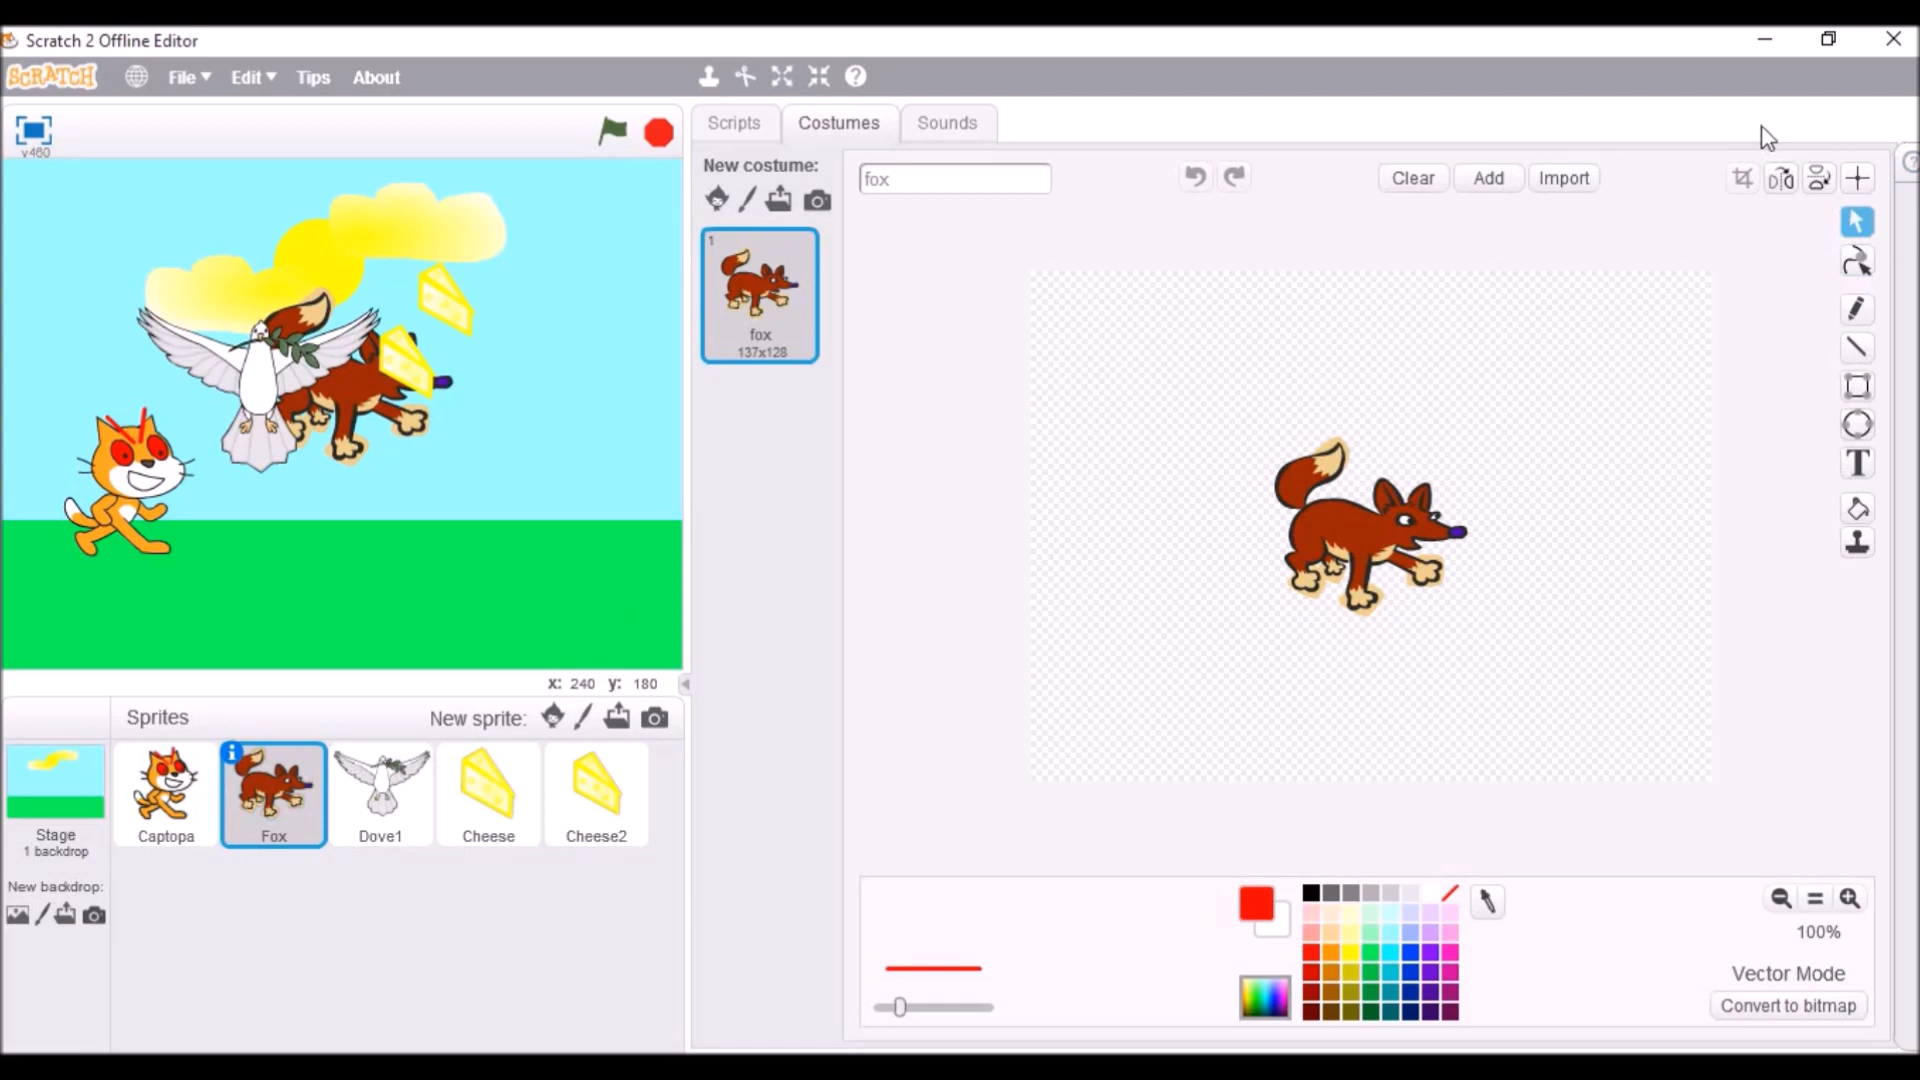 Scratch 2 Offline Editor
SCRATCH File Edit Tips About
v460
Scripts Costumes Sounds
New costume:
fox
Clear Add Import
1
fox
137x128
T
x: 240 y: 180
Sprites New sprite:
Captopa Fox Dove1 Cheese Cheese2
Stage
1 backdrop
New backdrop:
100%
Vector Mode
Convert to bitmap